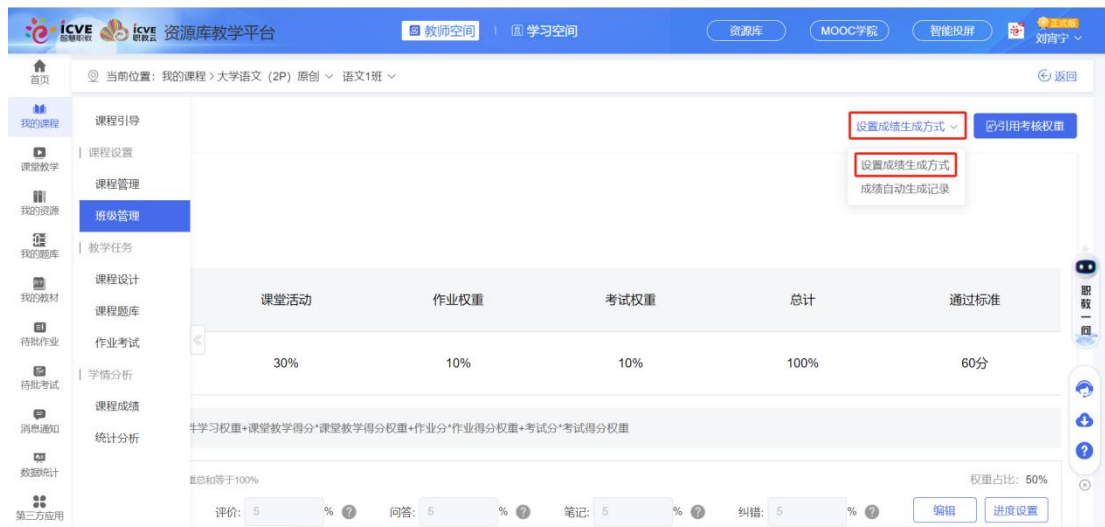 icve 智慧职教 icve 职教云 资源库教学平台 教师空间 学习空间 资源库 MOOC学院 智能投屏 正式版 刘宵宁
首页 当前位置：我的课程 > 大学语文（2P）原创 语文1班 返回
我的课程 课程引导 设置成绩生成方式 引用考核权重
课堂教学 课程设置 设置成绩生成方式
课程管理 成绩自动生成记录
我的资源 班级管理
我的题库 教学任务
我的教材 课程设计 课堂活动 作业权重 考试权重 总计 通过标准 职教一问
课程题库
待批作业 作业考试 30% 10% 10% 100% 60分
待批考试 学情分析
课程成绩
消息通知 统计分析 件学习权重+课堂教学得分*课堂教学得分权重+作业分*作业得分权重+考试分*考试得分权重
数据统计 总和等于100% 权重占比：50%
第三方应用 评价: 5 % 问答: 5 % 笔记: 5 % 纠错: 5 % 编辑 进度设置